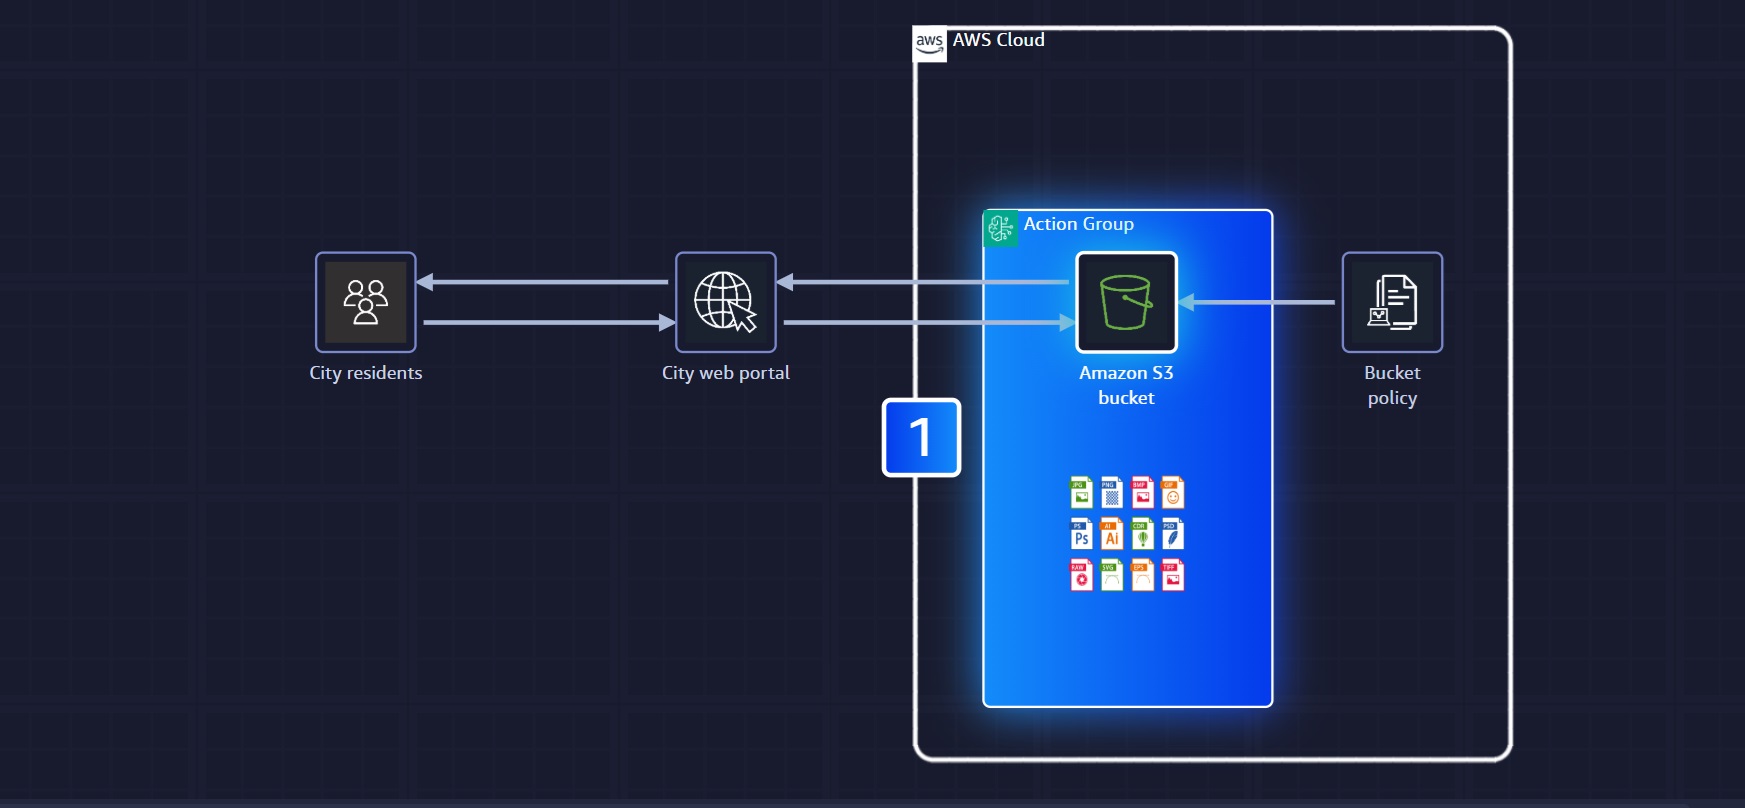 aws
AWS Cloud
Action Group
City residents
City web portal
Amazon S3
bucket
Bucket
policy
1
JPG
PNG
BMP
GIF
PS
AI
CDR
PSD
Ps
Ai
RAW
SVG
EPS
TIFF